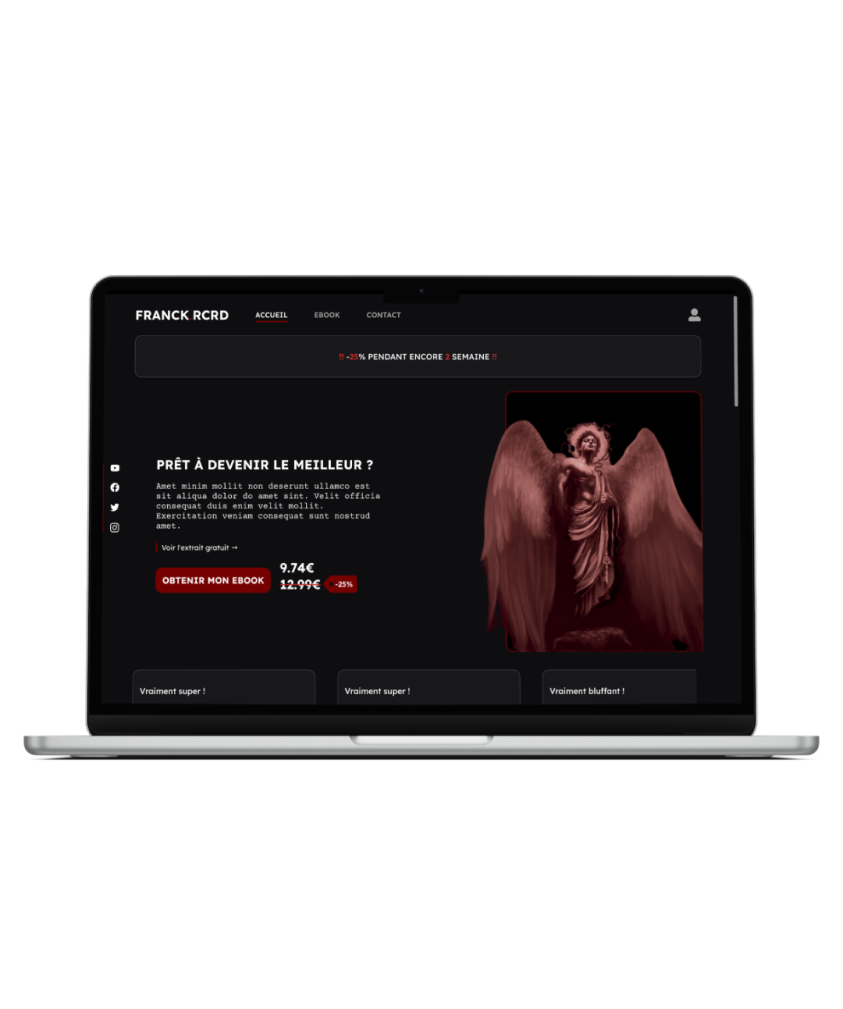 FRANCK.RCRD
ACCUEIL
EBOOK
CONTACT
!! -25% PENDANT ENCORE 2 SEMAINE !!
PRÊT À DEVENIR LE MEILLEUR ?
Amet minim mollit non deserunt ullamco est
sit aliqua dolor do amet sint. Velit officia
consequat duis enim velit mollit.
Exercitation veniam consequat sunt nostrud
amet.
Voir l'extrait gratuit →
OBTENIR MON EBOOK
9.74€
12.99€
-25%
Vraiment super !
Vraiment super !
Vraiment bluffant !